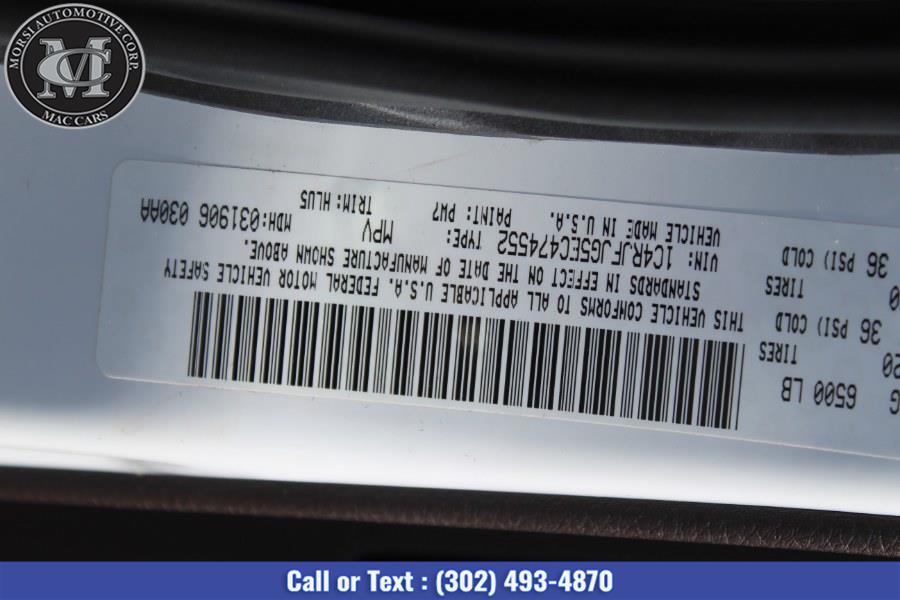 MORSI AUTOMOTIVE CORP.
MC
MAC CARS
6500 LB
TIRES
36 PSI) COLD
TIRES
36 PSI) COLD
THIS VEHICLE CONFORMS TO ALL APPLICABLE U.S.A. FEDERAL MOTOR VEHICLE SAFETY
STANDARDS IN EFFECT ON THE DATE OF MANUFACTURE SHOWN ABOVE.
VIN: 1C4RJFJG5EC474552 TYPE: MPV MDH:031906 030AA
VEHICLE MADE IN U.S.A. PAINT: PW7 TRIM: HLU5
Call or Text : (302) 493-4870